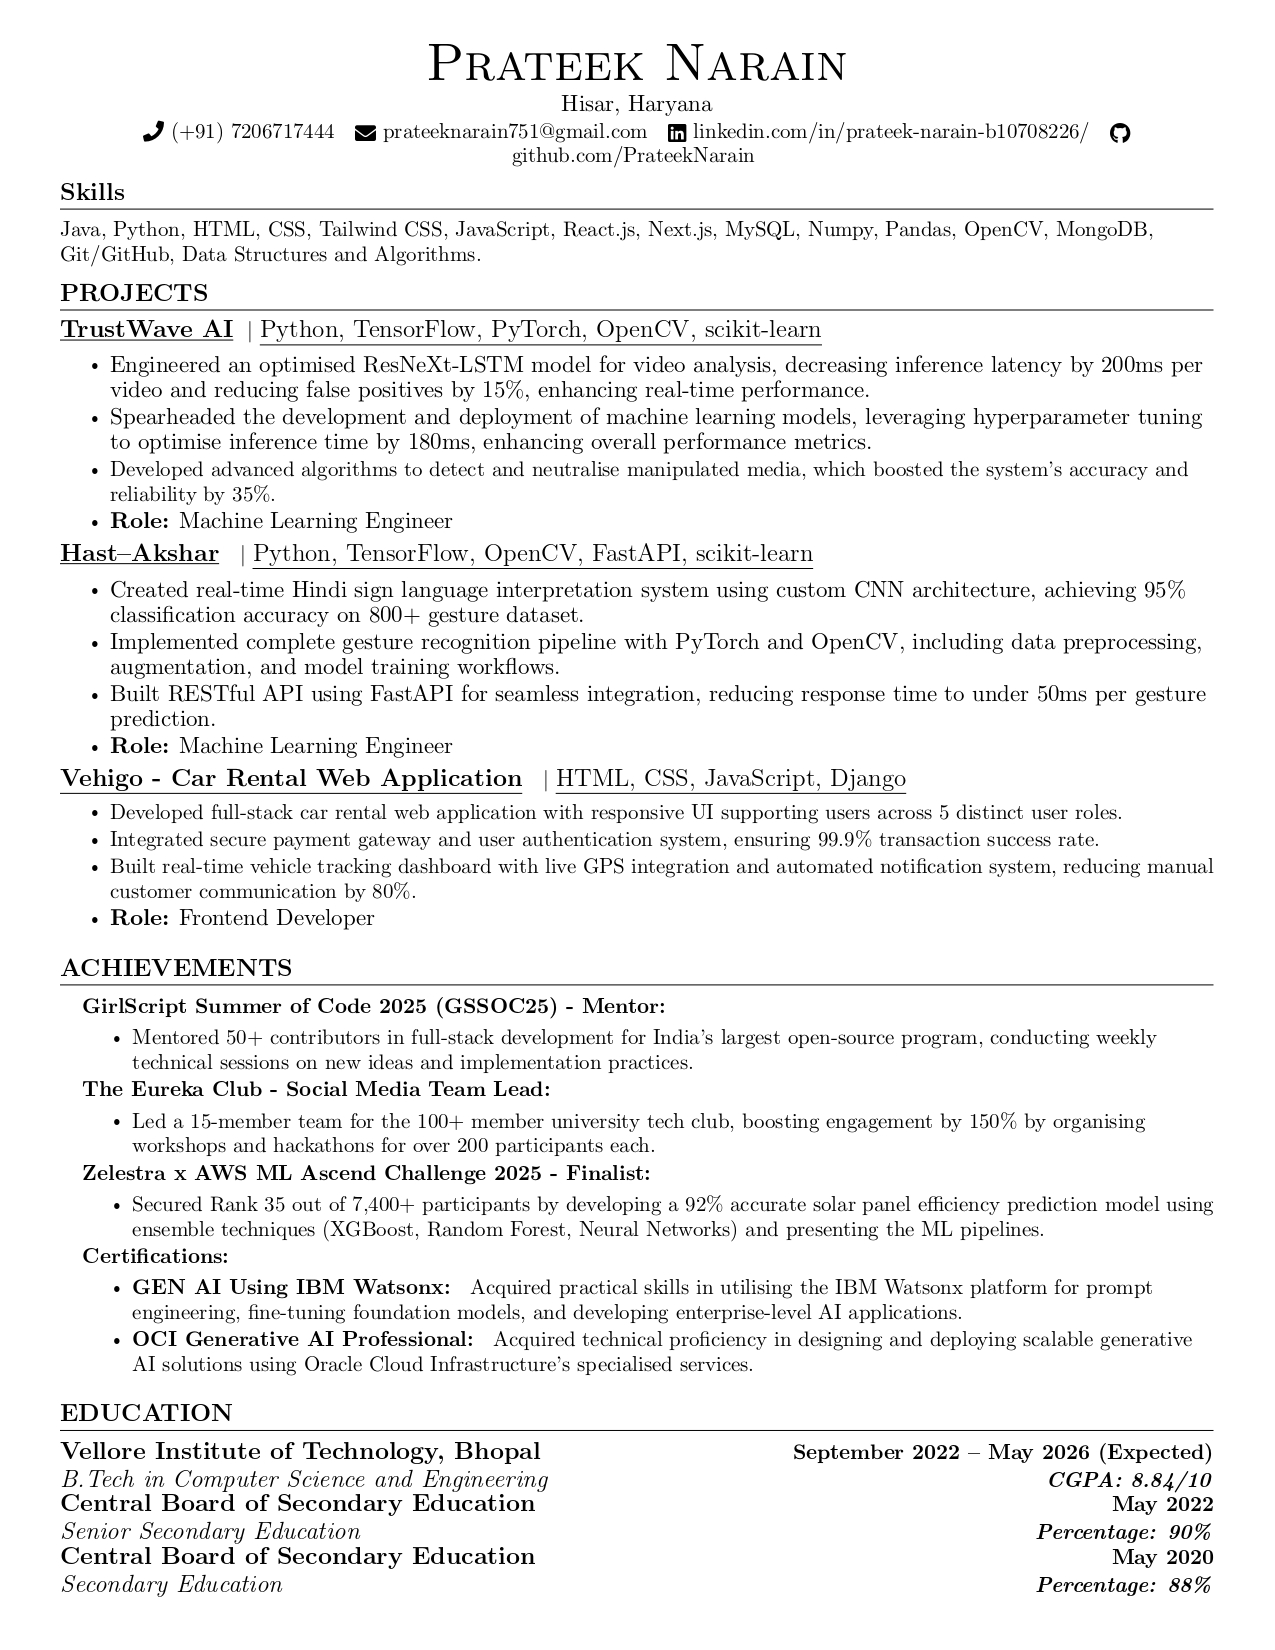 Prateek Narain
Hisar, Haryana
(+91) 7206717444 prateeknarain751@gmail.com linkedin.com/in/prateek-narain-b10708226/
github.com/PrateekNarain
Skills
Java, Python, HTML, CSS, Tailwind CSS, JavaScript, React.js, Next.js, MySQL, Numpy, Pandas, OpenCV, MongoDB,
Git/GitHub, Data Structures and Algorithms.
PROJECTS
TrustWave AI | Python, TensorFlow, PyTorch, OpenCV, scikit-learn
• Engineered an optimised ResNeXt-LSTM model for video analysis, decreasing inference latency by 200ms per
video and reducing false positives by 15%, enhancing real-time performance.
• Spearheaded the development and deployment of machine learning models, leveraging hyperparameter tuning
to optimise inference time by 180ms, enhancing overall performance metrics.
• Developed advanced algorithms to detect and neutralise manipulated media, which boosted the system's accuracy and
reliability by 35%.
• Role: Machine Learning Engineer
Hast–Akshar | Python, TensorFlow, OpenCV, FastAPI, scikit-learn
• Created real-time Hindi sign language interpretation system using custom CNN architecture, achieving 95%
classification accuracy on 800+ gesture dataset.
• Implemented complete gesture recognition pipeline with PyTorch and OpenCV, including data preprocessing,
augmentation, and model training workflows.
• Built RESTful API using FastAPI for seamless integration, reducing response time to under 50ms per gesture
prediction.
• Role: Machine Learning Engineer
Vehigo - Car Rental Web Application | HTML, CSS, JavaScript, Django
• Developed full-stack car rental web application with responsive UI supporting users across 5 distinct user roles.
• Integrated secure payment gateway and user authentication system, ensuring 99.9% transaction success rate.
• Built real-time vehicle tracking dashboard with live GPS integration and automated notification system, reducing manual
customer communication by 80%.
• Role: Frontend Developer
ACHIEVEMENTS
GirlScript Summer of Code 2025 (GSSOC25) - Mentor:
• Mentored 50+ contributors in full-stack development for India's largest open-source program, conducting weekly
technical sessions on new ideas and implementation practices.
The Eureka Club - Social Media Team Lead:
• Led a 15-member team for the 100+ member university tech club, boosting engagement by 150% by organising
workshops and hackathons for over 200 participants each.
Zelestra x AWS ML Ascend Challenge 2025 - Finalist:
• Secured Rank 35 out of 7,400+ participants by developing a 92% accurate solar panel efficiency prediction model using
ensemble techniques (XGBoost, Random Forest, Neural Networks) and presenting the ML pipelines.
Certifications:
• GEN AI Using IBM Watsonx: Acquired practical skills in utilising the IBM Watsonx platform for prompt
engineering, fine-tuning foundation models, and developing enterprise-level AI applications.
• OCI Generative AI Professional: Acquired technical proficiency in designing and deploying scalable generative
AI solutions using Oracle Cloud Infrastructure's specialised services.
EDUCATION
Vellore Institute of Technology, Bhopal September 2022 – May 2026 (Expected)
B.Tech in Computer Science and Engineering CGPA: 8.84/10
Central Board of Secondary Education May 2022
Senior Secondary Education Percentage: 90%
Central Board of Secondary Education May 2020
Secondary Education Percentage: 88%